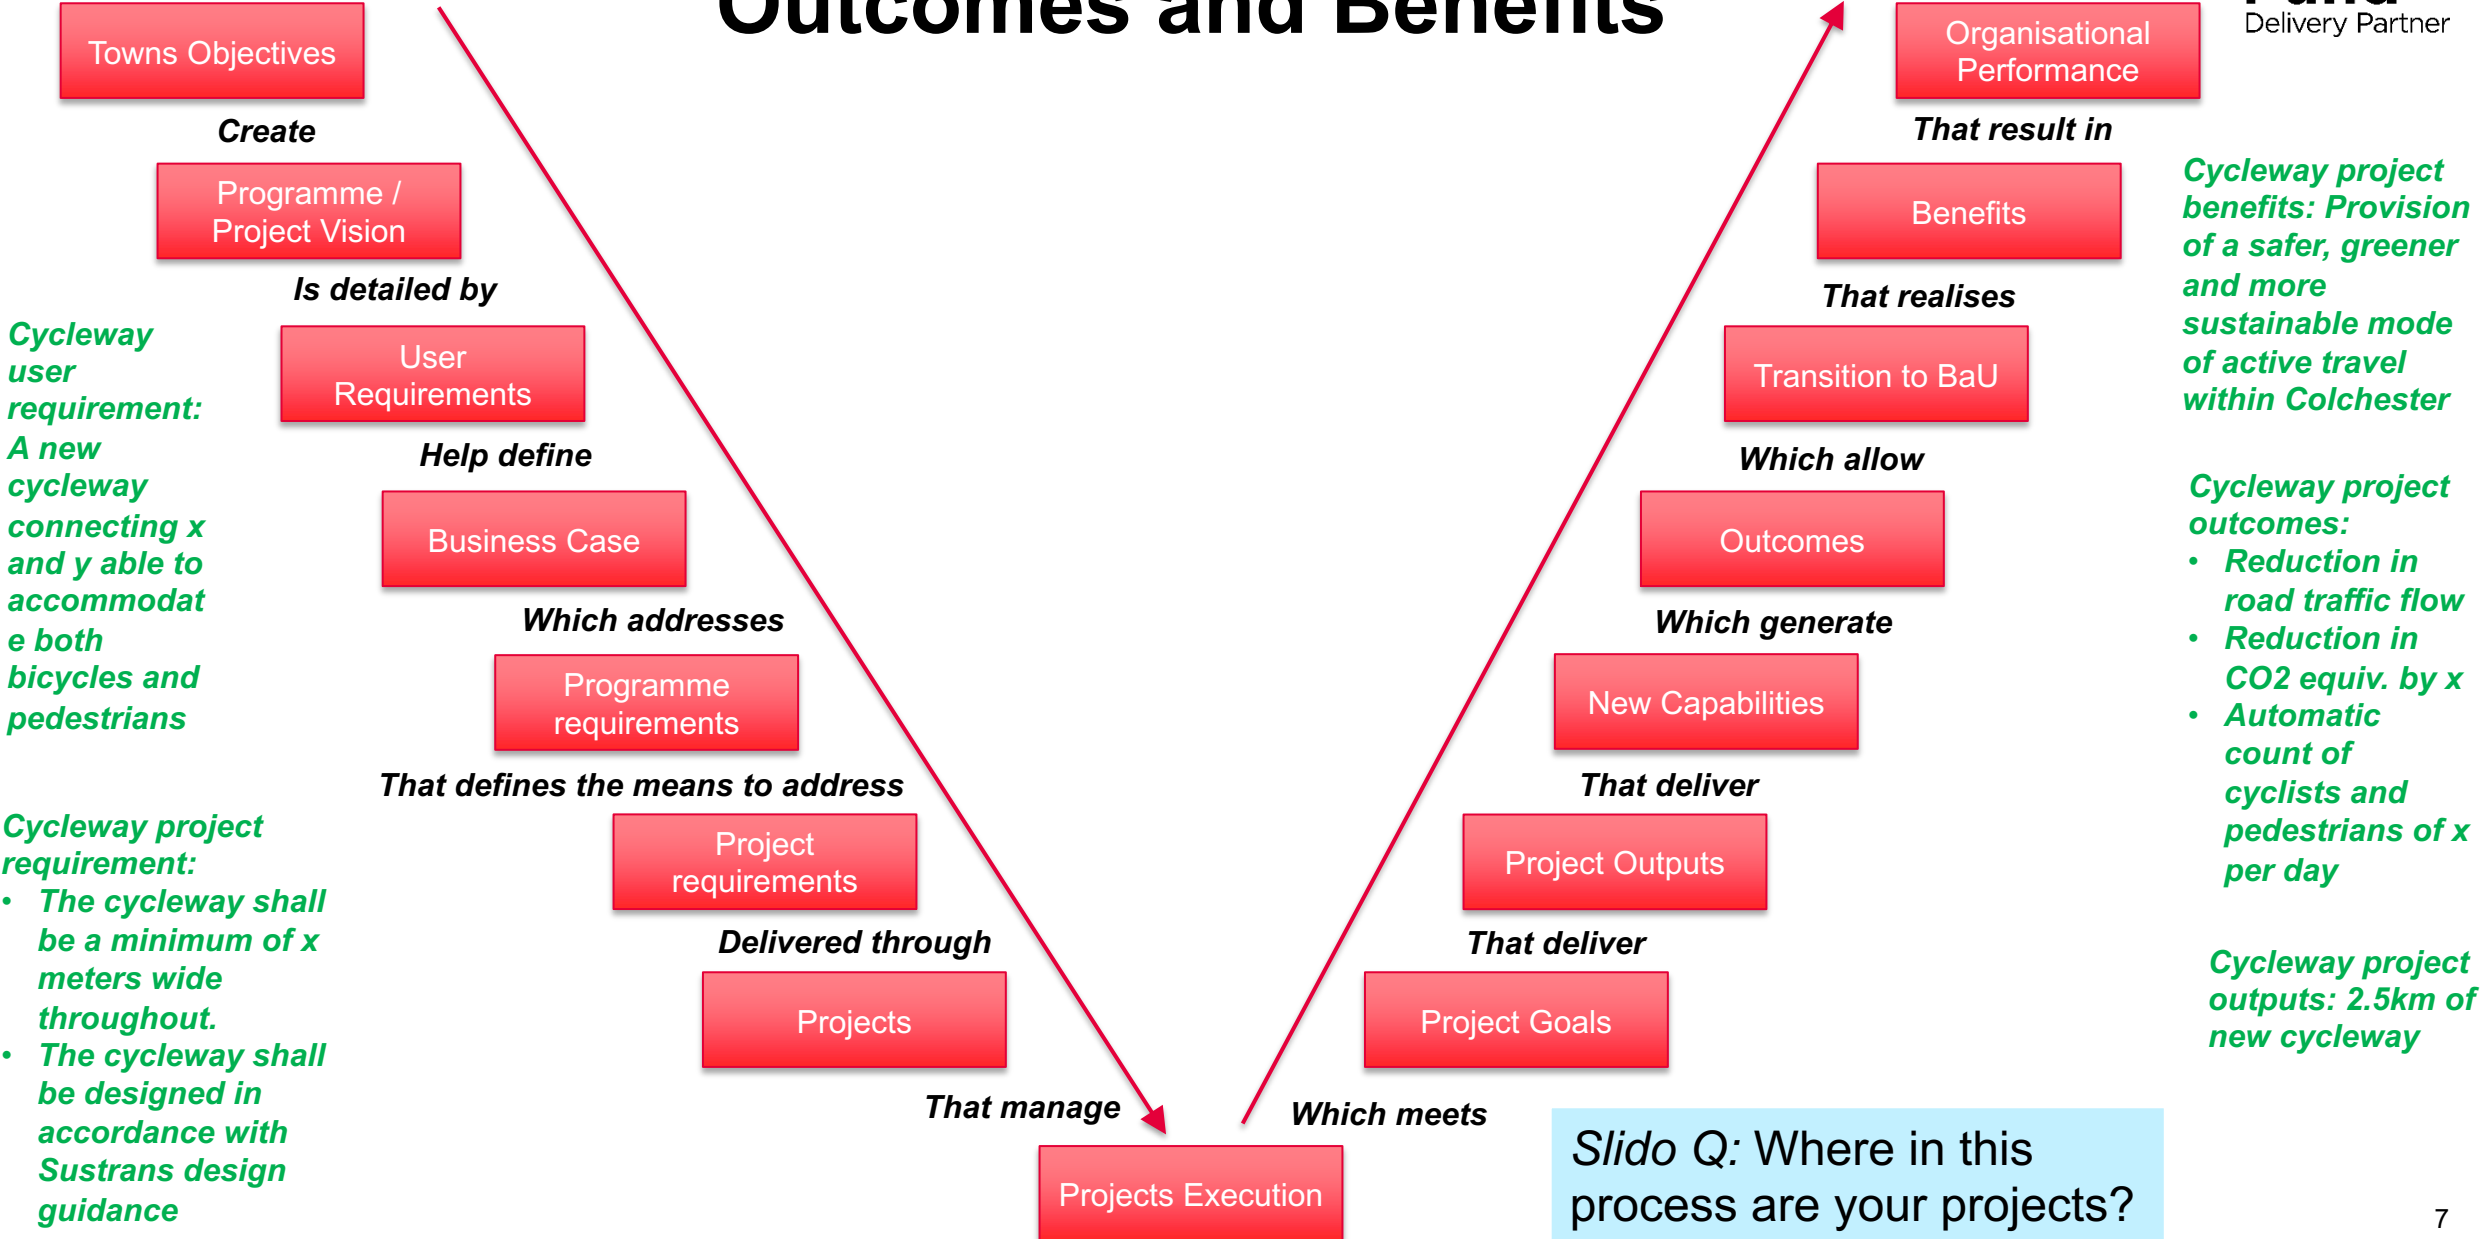 Outcomes and Benefits
Fund
Delivery Partner
Towns Objectives
Create
Programme /
Project Vision
Is detailed by
User
Requirements
Help define
Business Case
Which addresses
Programme
requirements
That defines the means to address
Project
requirements
Delivered through
Projects
That manage
Projects Execution
Which meets
Project Goals
That deliver
Project Outputs
That deliver
New Capabilities
Which generate
Outcomes
Which allow
Transition to BaU
That realises
Benefits
That result in
Organisational
Performance
Cycleway
user
requirement:
A new
cycleway
connecting x
and y able to
accommodat
e both
bicycles and
pedestrians
Cycleway project
requirement:
• The cycleway shall
be a minimum of x
meters wide
throughout.
• The cycleway shall
be designed in
accordance with
Sustrans design
guidance
Cycleway project
benefits: Provision
of a safer, greener
and more
sustainable mode
of active travel
within Colchester
Cycleway project
outcomes:
• Reduction in
road traffic flow
• Reduction in
CO2 equiv. by x
• Automatic
count of
cyclists and
pedestrians of x
per day
Cycleway project
outputs: 2.5km of
new cycleway
Slido Q: Where in this
process are your projects?
7